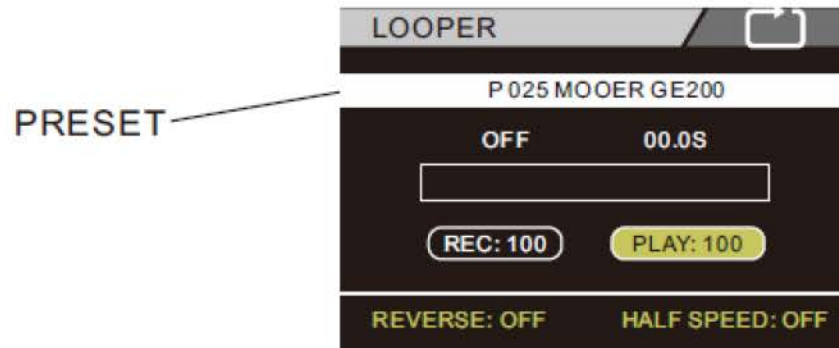 LOOPER
P 025 MOOER GE200
PRESET
OFF 00.0S
REC: 100 PLAY: 100
REVERSE: OFF HALF SPEED: OFF